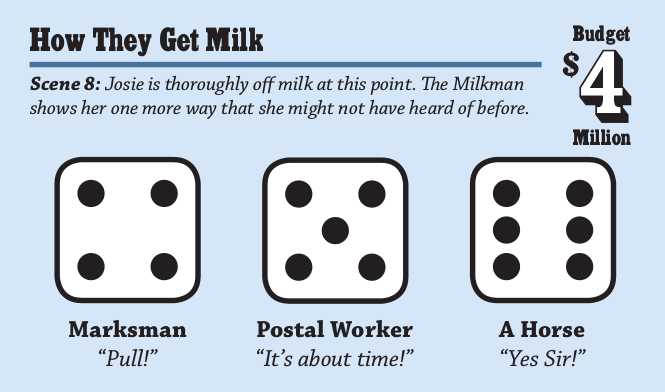 How They Get Milk
Budget
$4
Million
Scene 8: Josie is thoroughly off milk at this point. The Milkman
shows her one more way that she might not have heard of before.
Marksman
Postal Worker
A Horse
“Pull!”
“It’s about time!”
“Yes Sir!”